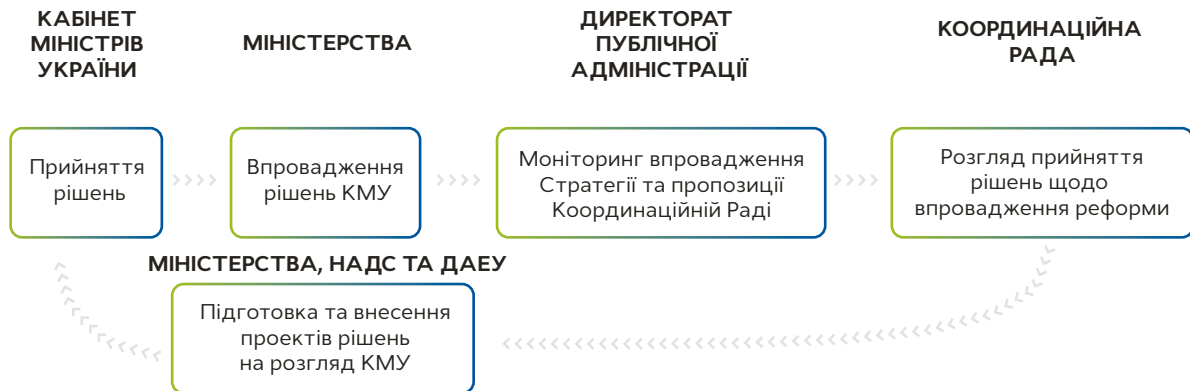 КАБІНЕТ
МІНІСТРІВ
УКРАЇНИ
МІНІСТЕРСТВА
ДИРЕКТОРАТ
ПУБЛІЧНОЇ
АДМІНІСТРАЦІЇ
КООРДИНАЦІЙНА
РАДА
Прийняття
рішень
Впровадження
рішень КМУ
Моніторинг впровадження
Стратегії та пропозиції
Координаційній Раді
Розгляд прийняття
рішень щодо
впровадження реформи
МІНІСТЕРСТВА, НАДС ТА ДАЕУ
Підготовка та внесення
проектів рішень
на розгляд КМУ